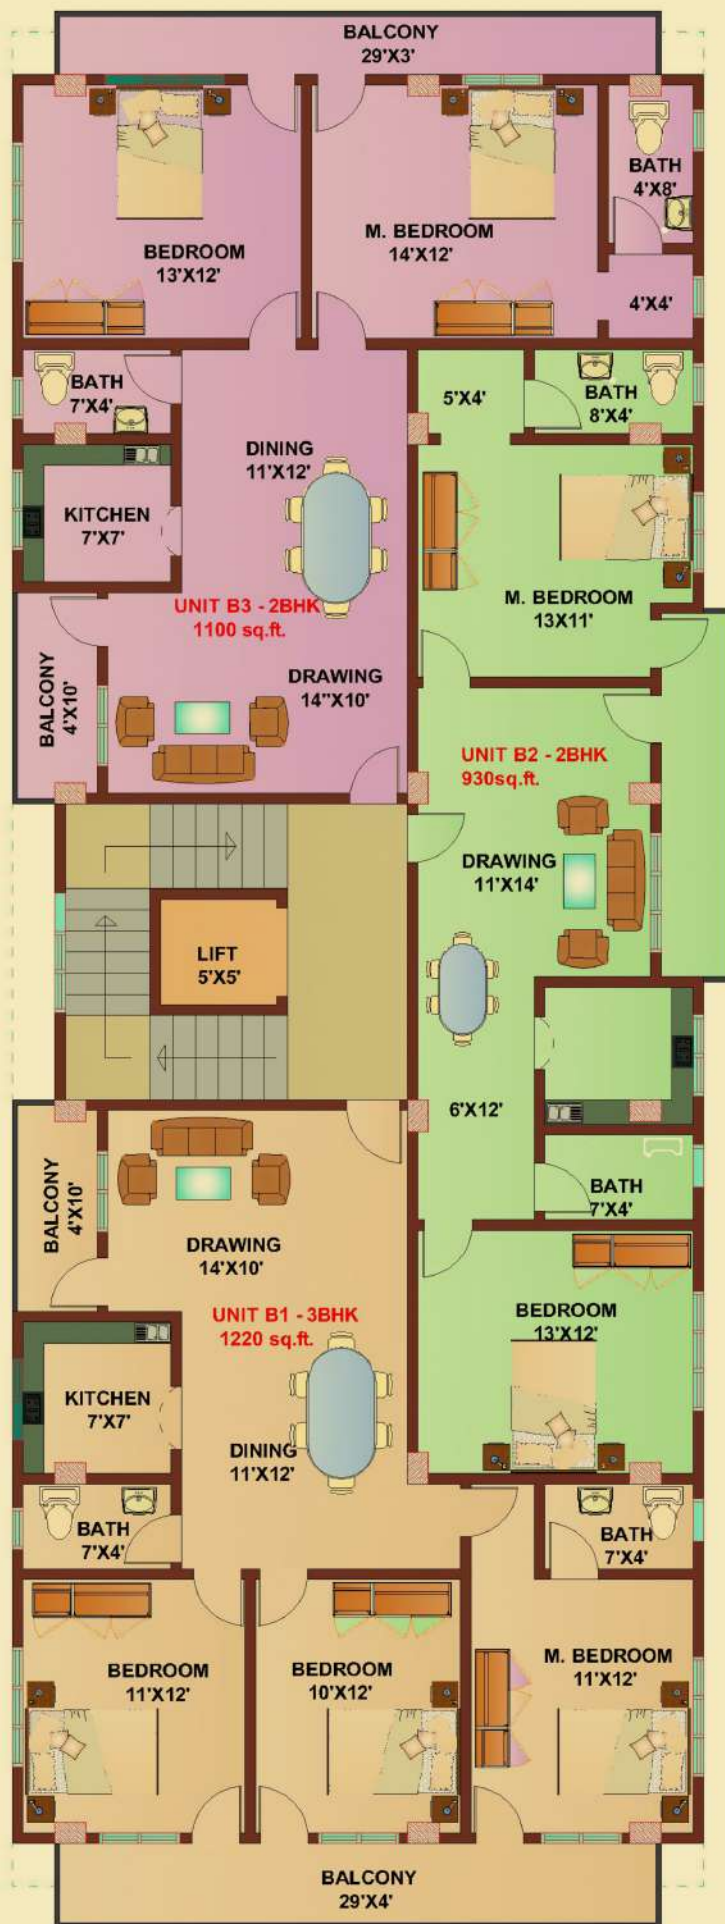 BALCONY
29'X3'
BATH
4'X8'
M. BEDROOM
14'X12'
BEDROOM
13'X12'
4'X4'
BATH
7'X4'
5'X4'
BATH
8'X4'
DINING
11'X12'
KITCHEN
7'X7'
M. BEDROOM
13X11'
UNIT B3 - 2BHK
1100 sq.ft.
BALCONY
4'X10'
DRAWING
14"X10'
UNIT B2 - 2BHK
930sq.ft.
DRAWING
11'X14'
LIFT
5'X5'
6'X12'
BATH
7'X4'
BALCONY
4'X10'
DRAWING
14'X10'
UNIT B1 - 3BHK
1220 sq.ft.
BEDROOM
13'X12'
KITCHEN
7'X7'
DINING
11'X12'
BATH
7'X4'
BATH
7'X4'
BEDROOM
11'X12'
BEDROOM
10'X12'
M. BEDROOM
11'X12'
BALCONY
29'X4'